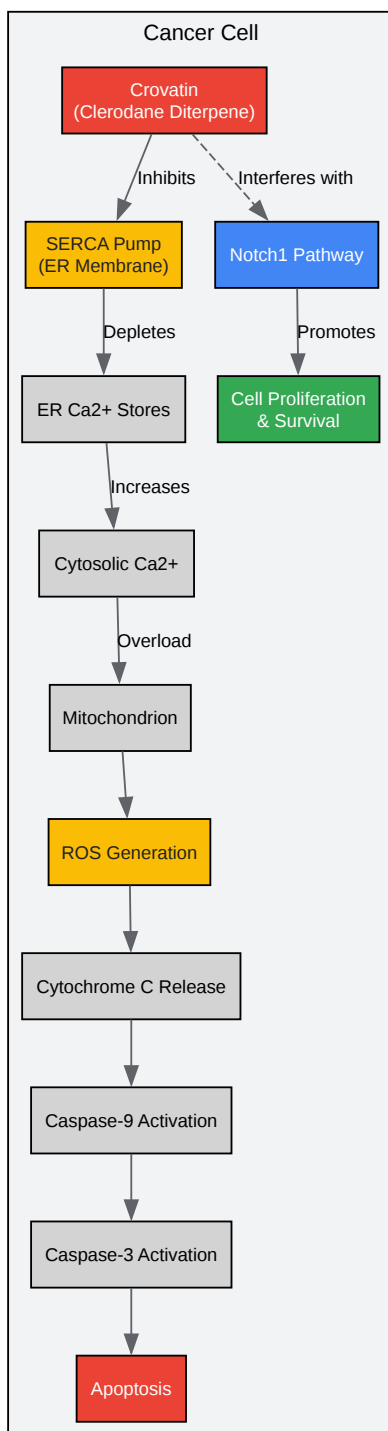 Cancer Cell
Crovatin
(Clerodane Diterpene)
Inhibits
Interferes with
SERCA Pump
(ER Membrane)
Notch1 Pathway
Depletes
Promotes
ER Ca2+ Stores
Cell Proliferation
& Survival
Increases
Cytosolic Ca2+
Overload
Mitochondrion
ROS Generation
Cytochrome C Release
Caspase-9 Activation
Caspase-3 Activation
Apoptosis